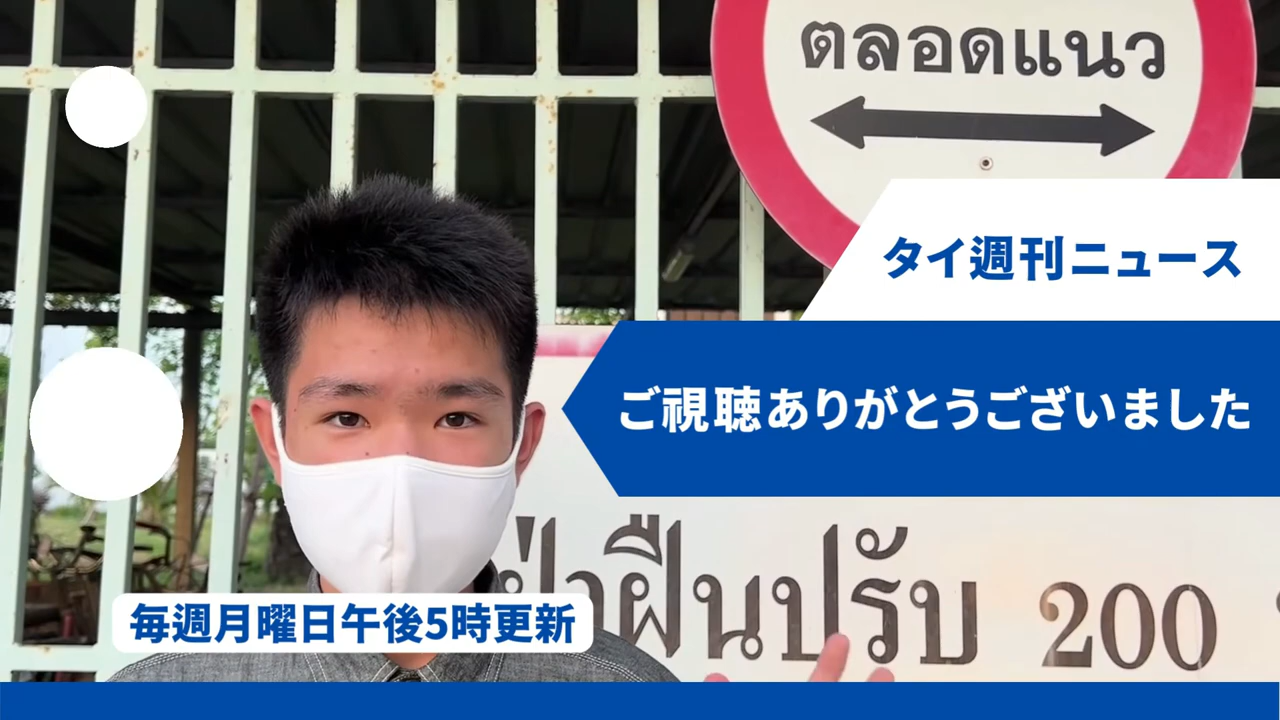 ตลอดแนว
タイ週刊ニュース
ご視聴ありがとうございました
ฝ่าฝืนปรับ 200
毎週月曜日午後5時更新